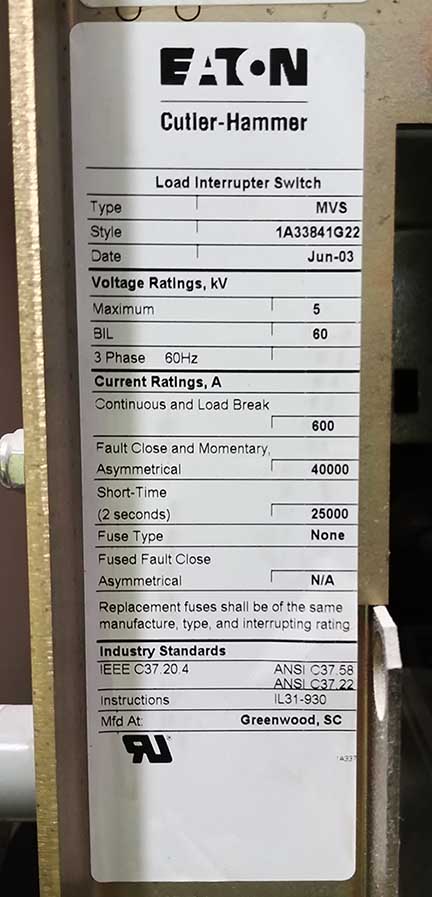 EATON
Cutler-Hammer
Load Interrupter Switch
Type MVS
Style 1A33841G22
Date Jun-03
Voltage Ratings, kV
Maximum 5
BIL 60
3 Phase 60Hz
Current Ratings, A
Continuous and Load Break
600
Fault Close and Momentary,
Asymmetrical 40000
Short-Time
(2 seconds) 25000
Fuse Type None
Fused Fault Close
Asymmetrical N/A
Replacement fuses shall be of the same
manufacture, type, and interrupting rating
Industry Standards
IEEE C37.20.4 ANSI C37.58
ANSI C37.22
Instructions IL31-930
Mfd At: Greenwood, SC
RU®
1A337